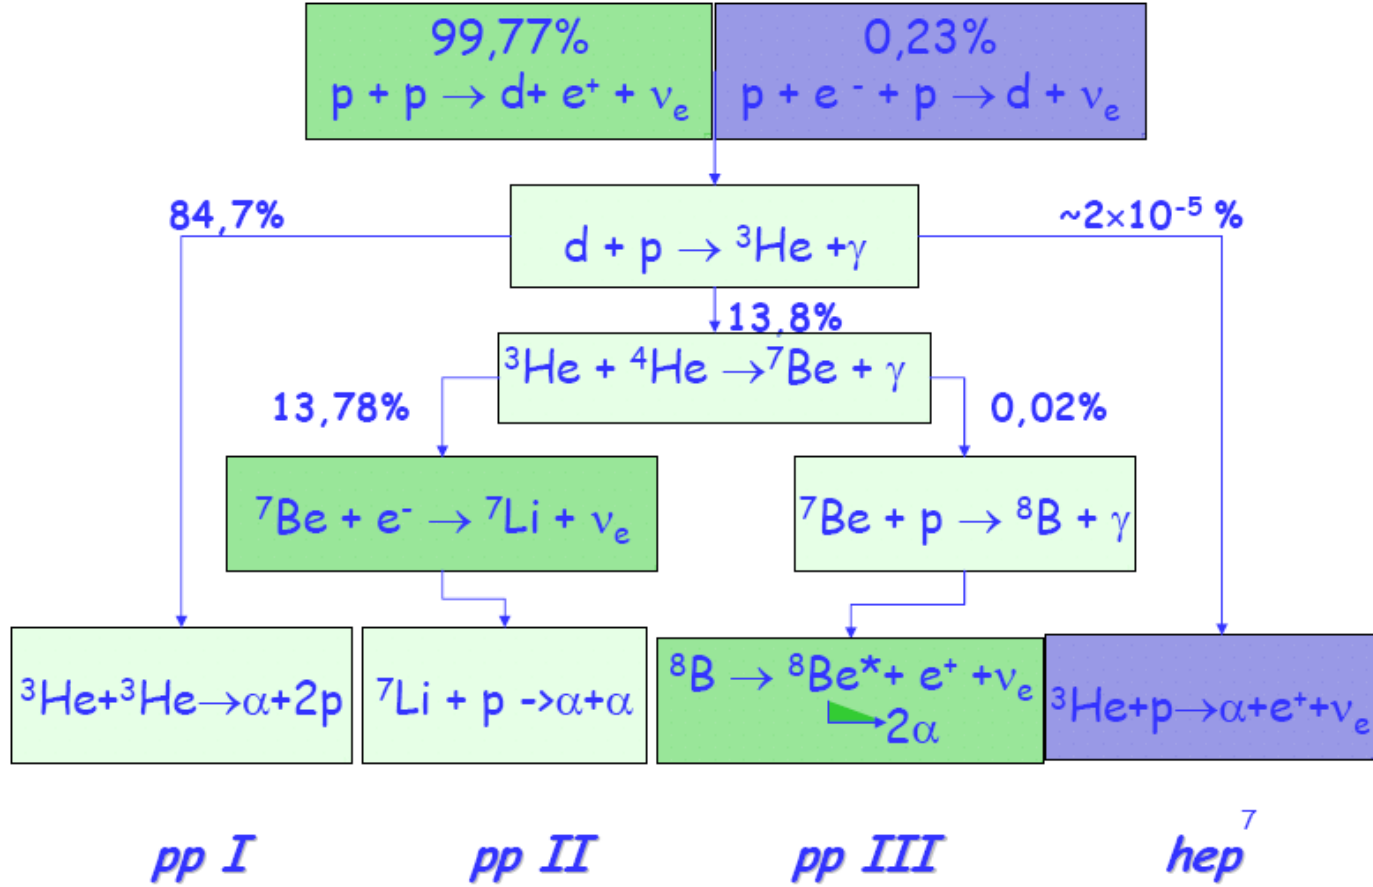 99,77%
p + p → d+ e⁺ + νₑ
0,23%
p + e ⁻ + p → d + νₑ
84,7%
~2×10⁻⁵ %
d + p → ³He +γ
13,8%
³He + ⁴He →⁷Be + γ
13,78%
0,02%
⁷Be + e⁻ → ⁷Li + νₑ
⁷Be + p → ⁸B + γ
³He+³He→α+2p
⁷Li + p ->α+α
⁸B → ⁸Be*+ e⁺ +νₑ
2α
³He+p→α+e⁺+νₑ
pp I
pp II
pp III
hep
7